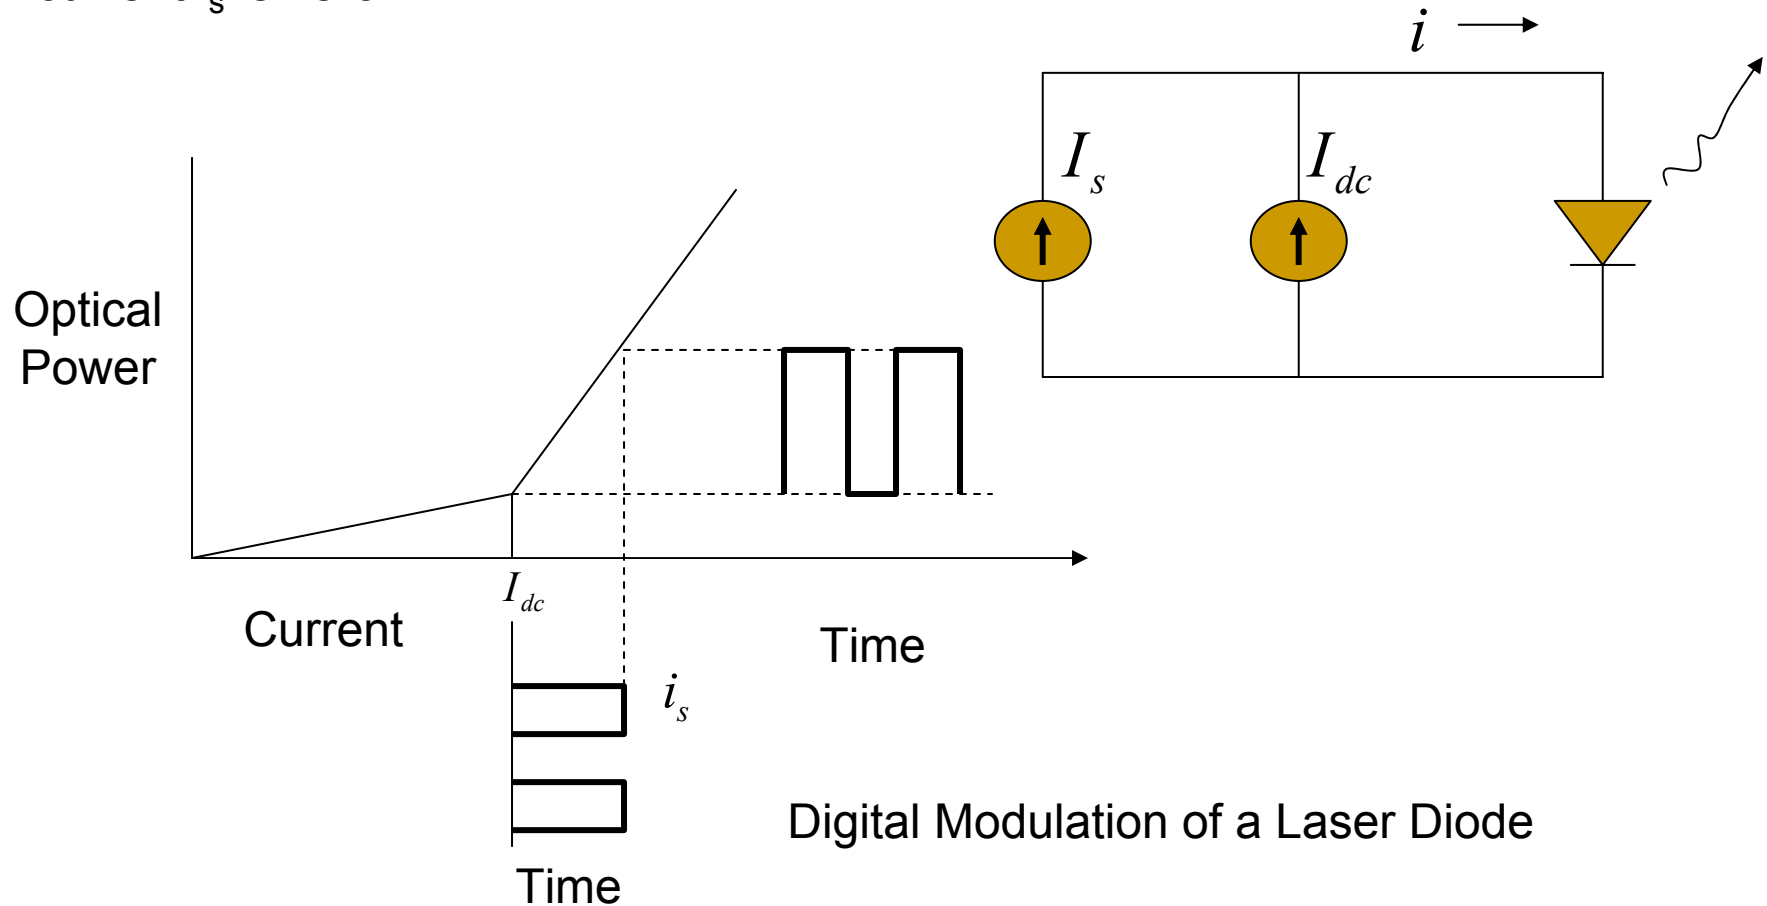 i
I_s
I_dc
Optical
Power
I_dc
Current
Time
i_s
Digital Modulation of a Laser Diode
Time